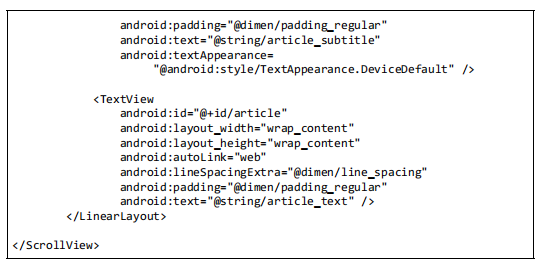 android:padding="@dimen/padding_regular"
android:text="@string/article_subtitle"
android:textAppearance=
"@android:style/TextAppearance.DeviceDefault" />
<TextView
android:id="@+id/article"
android:layout_width="wrap_content"
android:layout_height="wrap_content"
android:autoLink="web"
android:lineSpacingExtra="@dimen/line_spacing"
android:padding="@dimen/padding_regular"
android:text="@string/article_text" />
</LinearLayout>
</ScrollView>